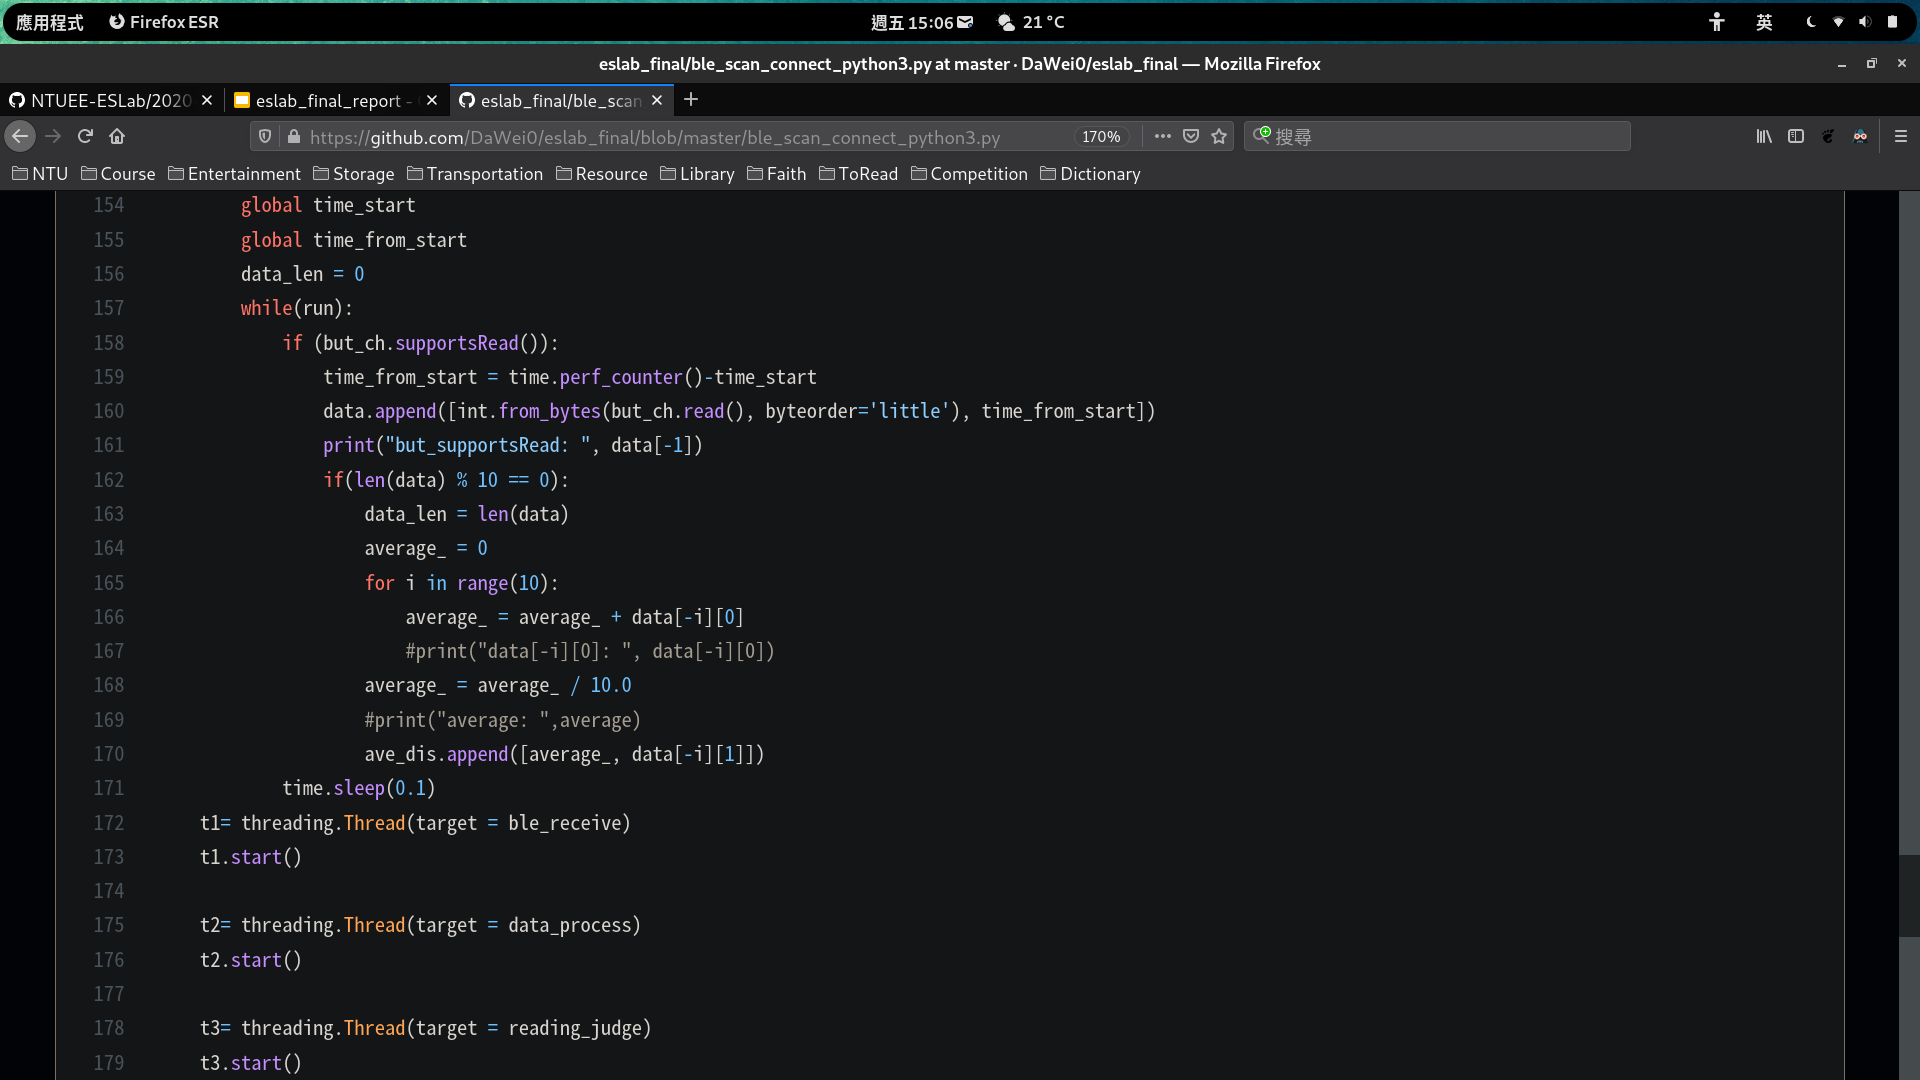 應用程式 Firefox ESR 週五 15:06 21 °C 英
eslab_final/ble_scan_connect_python3.py at master · DaWei0/eslab_final — Mozilla Firefox
NTUEE-ESLab/2020 eslab_final_report - eslab_final/ble_scan
https://github.com/DaWei0/eslab_final/blob/master/ble_scan_connect_python3.py 170% 搜尋
NTU Course Entertainment Storage Transportation Resource Library Faith ToRead Competition Dictionary
154 global time_start
155 global time_from_start
156 data_len = 0
157 while(run):
158 if (but_ch.supportsRead()):
159 time_from_start = time.perf_counter()-time_start
160 data.append([int.from_bytes(but_ch.read(), byteorder='little'), time_from_start])
161 print("but_supportsRead: ", data[-1])
162 if(len(data) % 10 == 0):
163 data_len = len(data)
164 average_ = 0
165 for i in range(10):
166 average_ = average_ + data[-i][0]
167 #print("data[-i][0]: ", data[-i][0])
168 average_ = average_ / 10.0
169 #print("average: ",average)
170 ave_dis.append([average_, data[-i][1]])
171 time.sleep(0.1)
172 t1= threading.Thread(target = ble_receive)
173 t1.start()
174
175 t2= threading.Thread(target = data_process)
176 t2.start()
177
178 t3= threading.Thread(target = reading_judge)
179 t3.start()